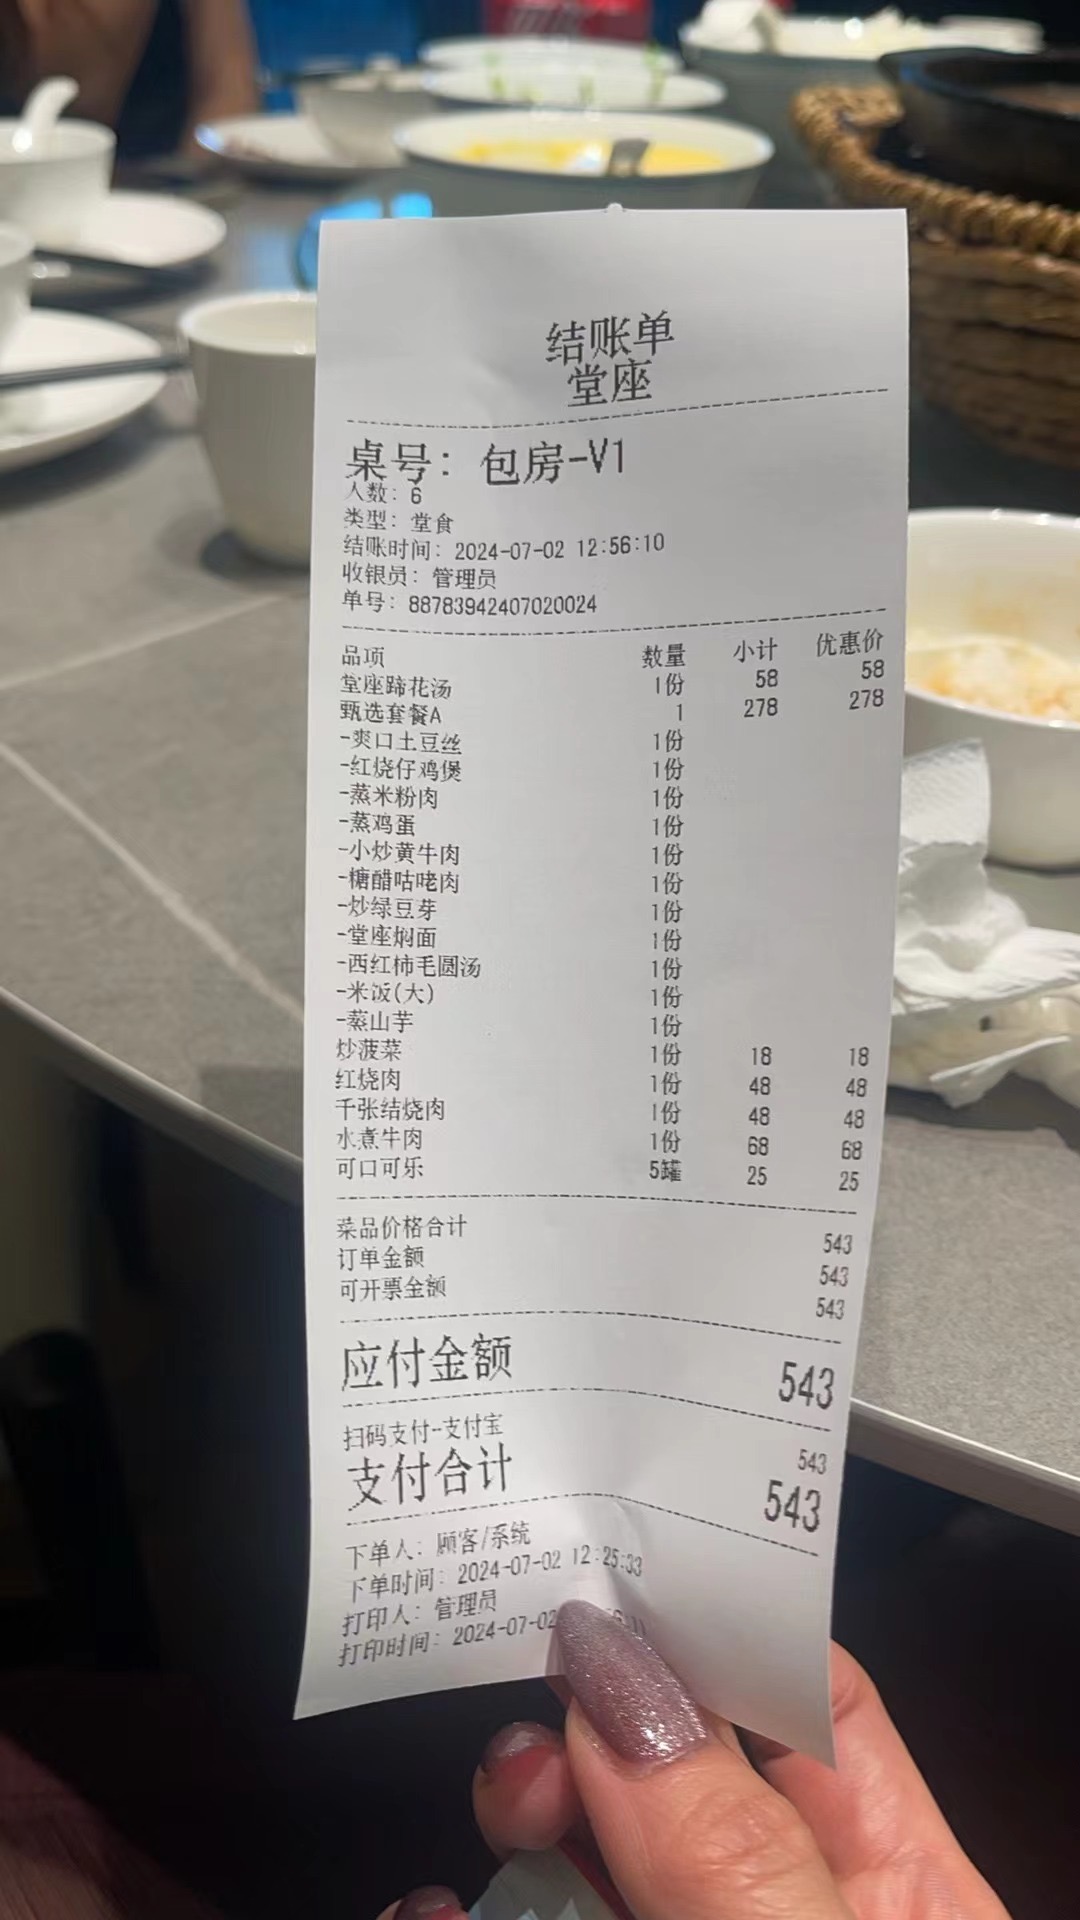 结账单
堂座
桌号: 包房-V1
人数: 6
类型: 堂食
结账时间: 2024-07-02 12:56:10
收银员: 管理员
单号: 88783942407020024
品项 数量 小计 优惠价
堂座蹄花汤 1份 58 58
甄选套餐A 1 278 278
-爽口土豆丝 1份
-红烧仔鸡煲 1份
-蒸米粉肉 1份
-蒸鸡蛋 1份
-小炒黄牛肉 1份
-糖醋咕咾肉 1份
-炒绿豆芽 1份
-堂座焖面 1份
-西红柿毛圆汤 1份
-米饭(大) 1份
-蒸山芋 1份
炒菠菜 1份 18 18
红烧肉 1份 48 48
千张结烧肉 1份 48 48
水煮牛肉 1份 68 68
可口可乐 5罐 25 25
菜品价格合计 543
订单金额 543
可开票金额 543
应付金额 543
扫码支付-支付宝 543
支付合计 543
下单人: 顾客/系统
下单时间: 2024-07-02 12:25:33
打印人: 管理员
打印时间: 2024-07-02